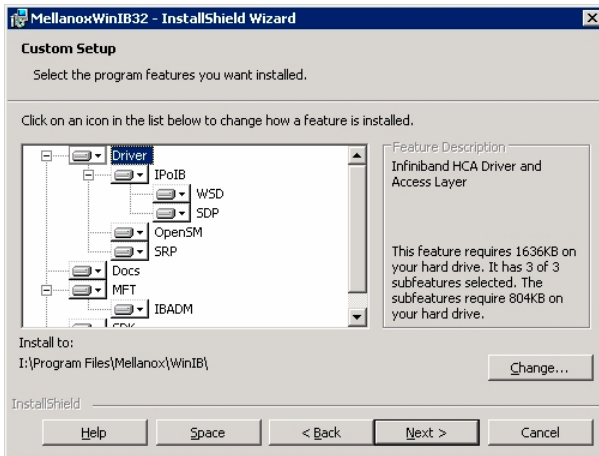 MellanoxWinIB32 - InstallShield Wizard
Custom Setup
Select the program features you want installed.
Click on an icon in the list below to change how a feature is installed.
Driver
IPoIB
WSD
SDP
OpenSM
SRP
Docs
MFT
IBADM
SDK
Feature Description
Infiniband HCA Driver and
Access Layer
This feature requires 1636KB on
your hard drive. It has 3 of 3
subfeatures selected. The
subfeatures require 804KB on
your hard drive.
Install to:
I:\Program Files\Mellanox\WinIB\
Change...
InstallShield
Help
Space
< Back
Next >
Cancel